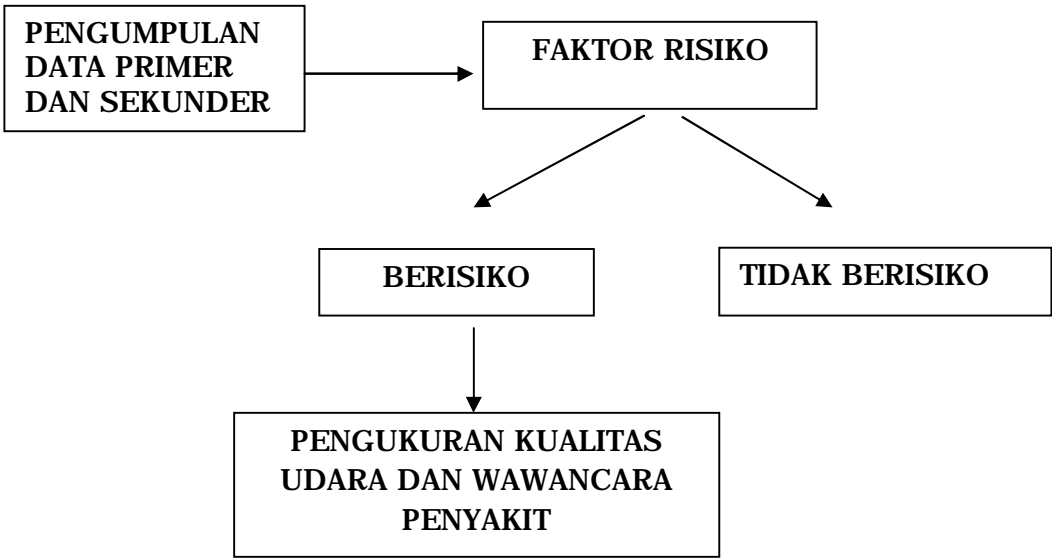 PENGUMPULAN
DATA PRIMER
DAN SEKUNDER
FAKTOR RISIKO
BERISIKO
TIDAK BERISIKO
PENGUKURAN KUALITAS
UDARA DAN WAWANCARA
PENYAKIT